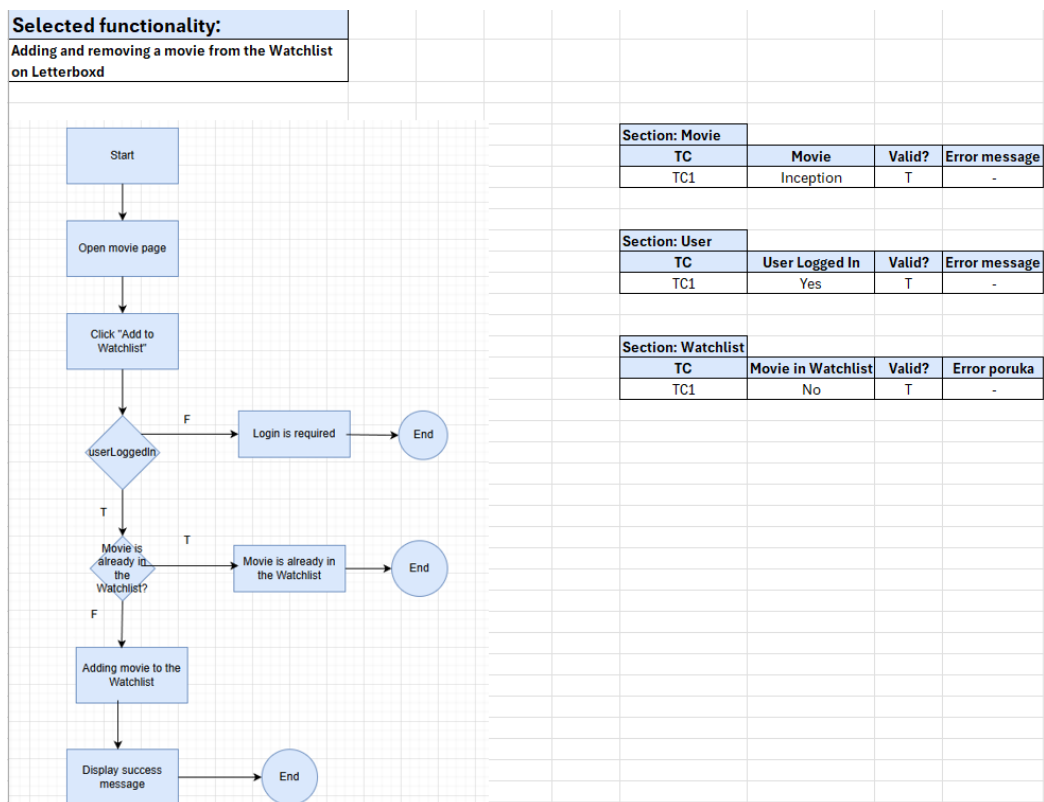 Selected functionality:
Adding and removing a movie from the Watchlist
on Letterboxd
Start
Open movie page
Click "Add to
Watchlist"
userLoggedIn
F
Login is required
End
T
Movie is
already in
the
Watchlist?
T
Movie is already in
the Watchlist
End
F
Adding movie to the
Watchlist
Display success
message
End
Section: Movie
TC Movie Valid? Error message
TC1 Inception T -
Section: User
TC User Logged In Valid? Error message
TC1 Yes T -
Section: Watchlist
TC Movie in Watchlist Valid? Error poruka
TC1 No T -